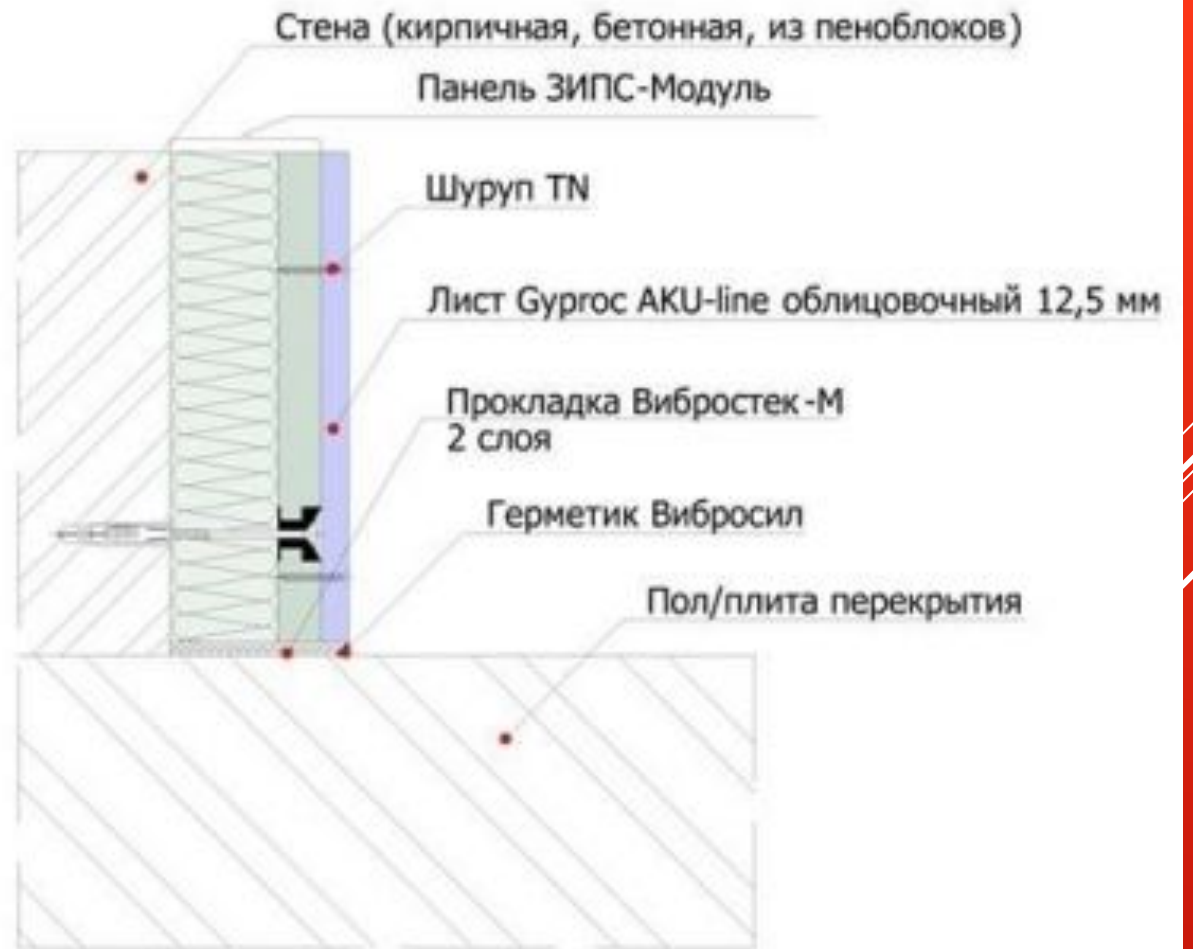 Стена (кирпичная, бетонная, из пеноблоков)
Панель ЗИПС-Модуль
Шуруп TN
Лист Gyproc AKU-line облицовочный 12,5 мм
Прокладка Вибростек-М
2 слоя
Герметик Вибросил
Пол/плита перекрытия